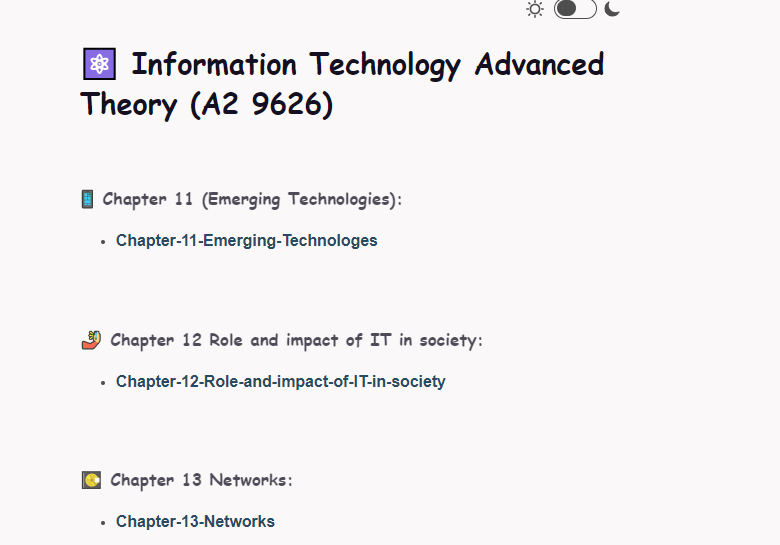 Information Technology Advanced
Theory (A2 9626)
Chapter 11 (Emerging Technologies):
Chapter-11-Emerging-Technologes
Chapter 12 Role and impact of IT in society:
Chapter-12-Role-and-impact-of-IT-in-society
Chapter 13 Networks:
Chapter-13-Networks